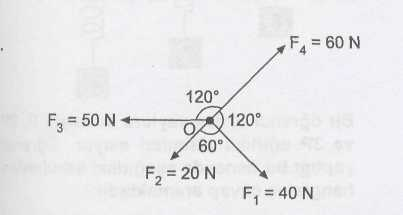 F₄ = 60 N
120°
F₃ = 50 N
O
120°
60°
F₂ = 20 N
F₁ = 40 N